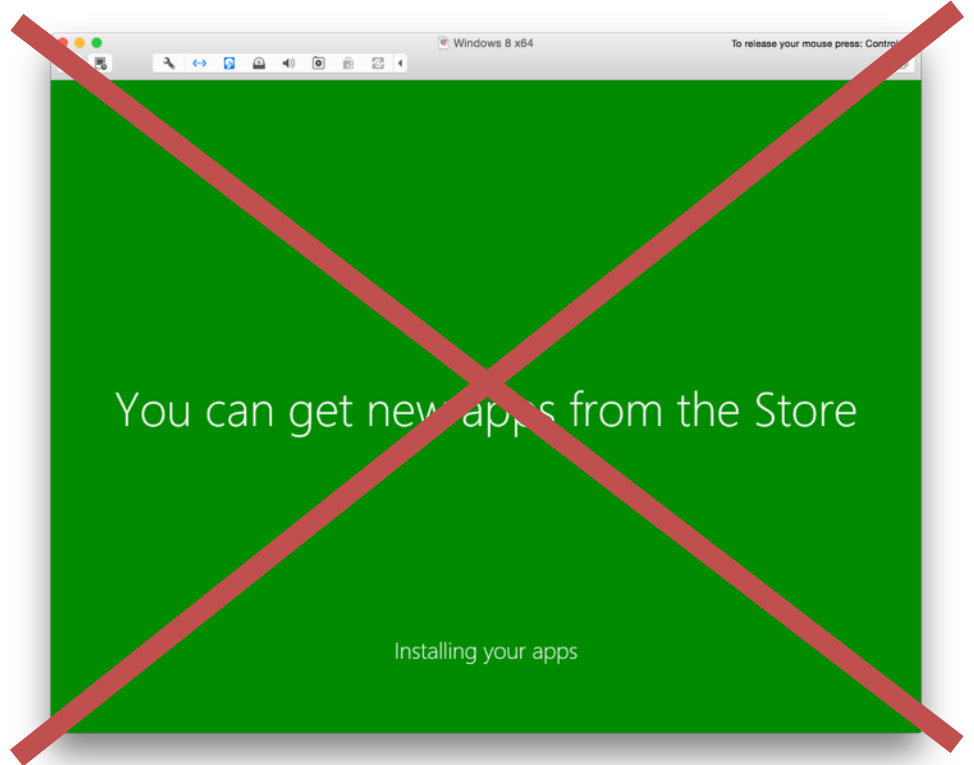 Windows 8 x64
To release your mouse press: Control
You can get new apps from the Store
Installing your apps